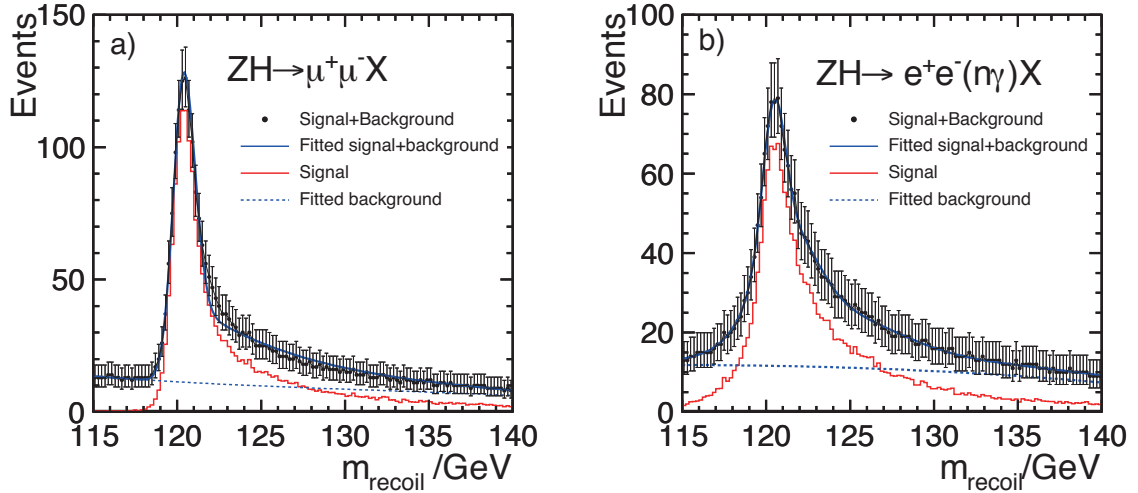 a)
ZH→μ⁺μ⁻X
Signal+Background
Fitted signal+background
Signal
Fitted background
Events
150
100
50
0
115 120 125 130 135 140
m_recoil/GeV
b)
ZH→ e⁺e⁻(nγ)X
Signal+Background
Fitted signal+background
Signal
Fitted background
Events
100
80
60
40
20
0
115 120 125 130 135 140
m_recoil/GeV